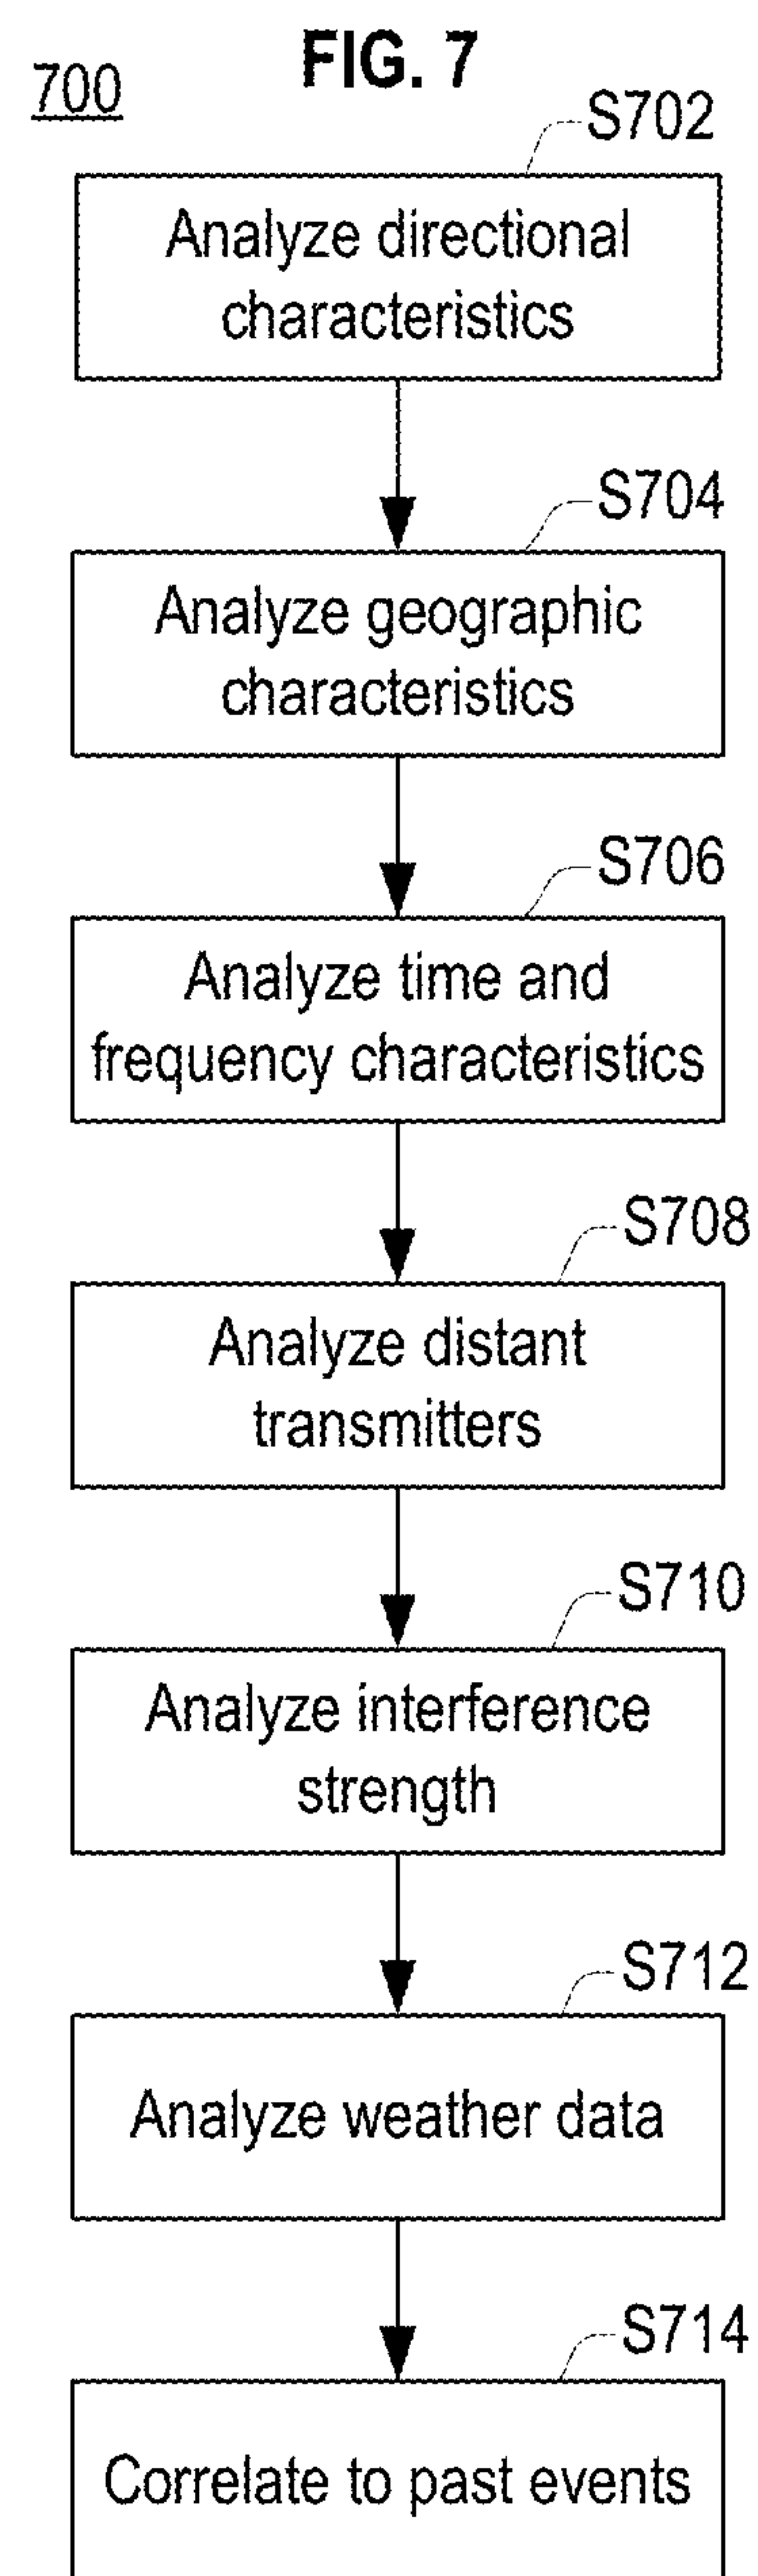 FIG. 7
700
S702
Analyze directional
characteristics
S704
Analyze geographic
characteristics
S706
Analyze time and
frequency characteristics
S708
Analyze distant
transmitters
S710
Analyze interference
strength
S712
Analyze weather data
S714
Correlate to past events